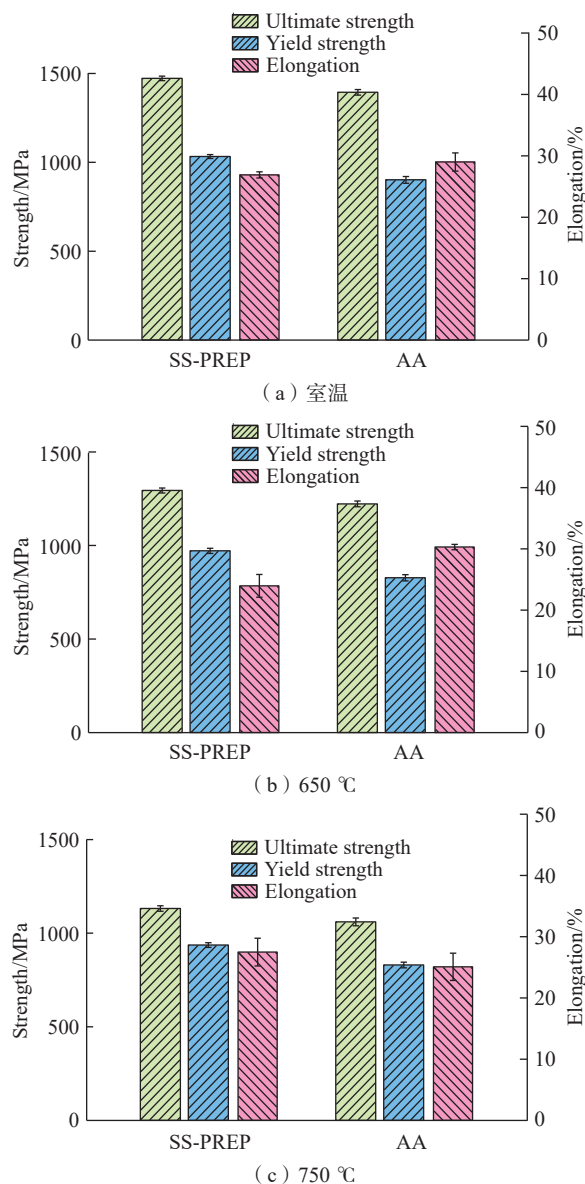 Ultimate strength
Yield strength
Elongation
1500
1000
500
0
Strength/MPa
50
40
30
20
10
0
Elongation/%
SS-PREP AA
（a）室温
Ultimate strength
Yield strength
Elongation
1500
1000
500
0
Strength/MPa
50
40
30
20
10
0
Elongation/%
SS-PREP AA
（b）650 ℃
Ultimate strength
Yield strength
Elongation
1500
1000
500
0
Strength/MPa
50
40
30
20
10
0
Elongation/%
SS-PREP AA
（c）750 ℃